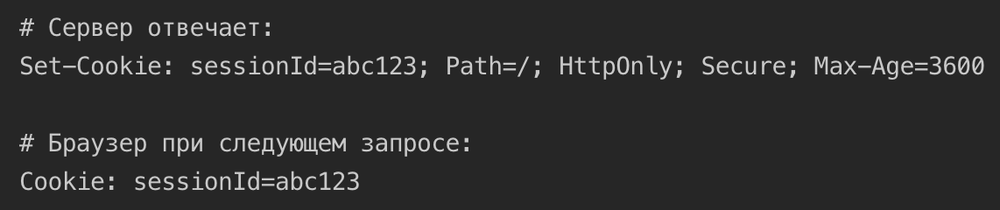 # Сервер отвечает:
Set-Cookie: sessionId=abc123; Path=/; HttpOnly; Secure; Max-Age=3600
# Браузер при следующем запросе:
Cookie: sessionId=abc123